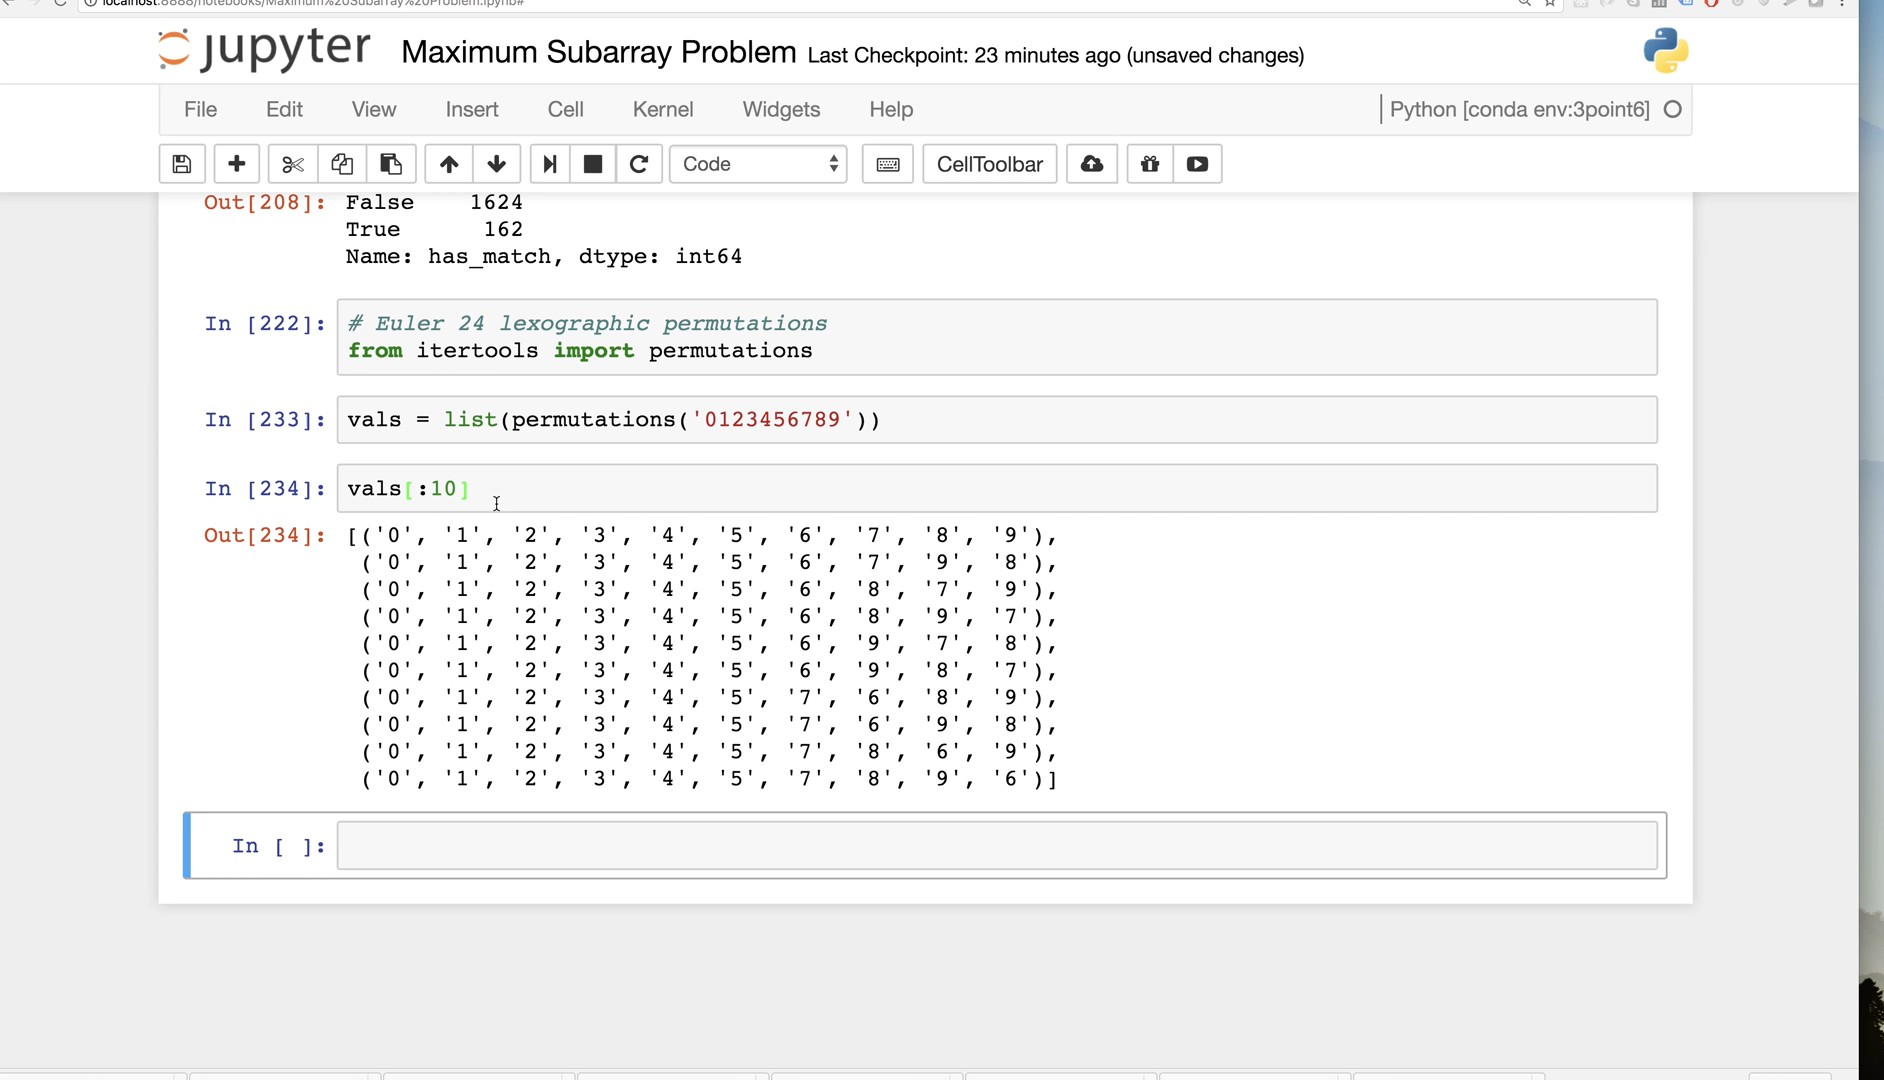 localhost:8888/notebooks/Maximum%20Subarray%20Problem.ipynb#
jupyter Maximum Subarray Problem Last Checkpoint: 23 minutes ago (unsaved changes)
File Edit View Insert Cell Kernel Widgets Help Python [conda env:3point6]
Code CellToolbar
Out[208]: False 1624
True 162
Name: has_match, dtype: int64
In [222]: # Euler 24 lexographic permutations
from itertools import permutations
In [233]: vals = list(permutations('0123456789'))
In [234]: vals[:10]
Out[234]: [('0', '1', '2', '3', '4', '5', '6', '7', '8', '9'),
('0', '1', '2', '3', '4', '5', '6', '7', '9', '8'),
('0', '1', '2', '3', '4', '5', '6', '8', '7', '9'),
('0', '1', '2', '3', '4', '5', '6', '8', '9', '7'),
('0', '1', '2', '3', '4', '5', '6', '9', '7', '8'),
('0', '1', '2', '3', '4', '5', '6', '9', '8', '7'),
('0', '1', '2', '3', '4', '5', '7', '6', '8', '9'),
('0', '1', '2', '3', '4', '5', '7', '6', '9', '8'),
('0', '1', '2', '3', '4', '5', '7', '8', '6', '9'),
('0', '1', '2', '3', '4', '5', '7', '8', '9', '6')]
In [ ]: